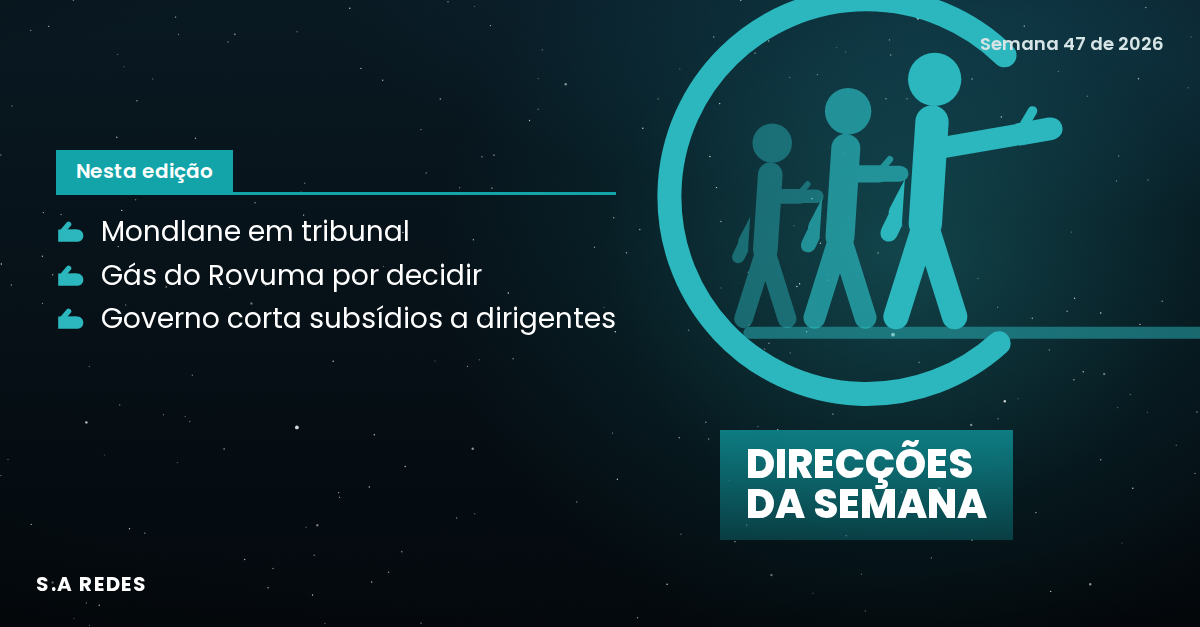 Semana 47 de 2026
Nesta edição
Mondlane em tribunal
Gás do Rovuma por decidir
Governo corta subsídios a dirigentes
DIRECÇÕES
DA SEMANA
S.A REDES